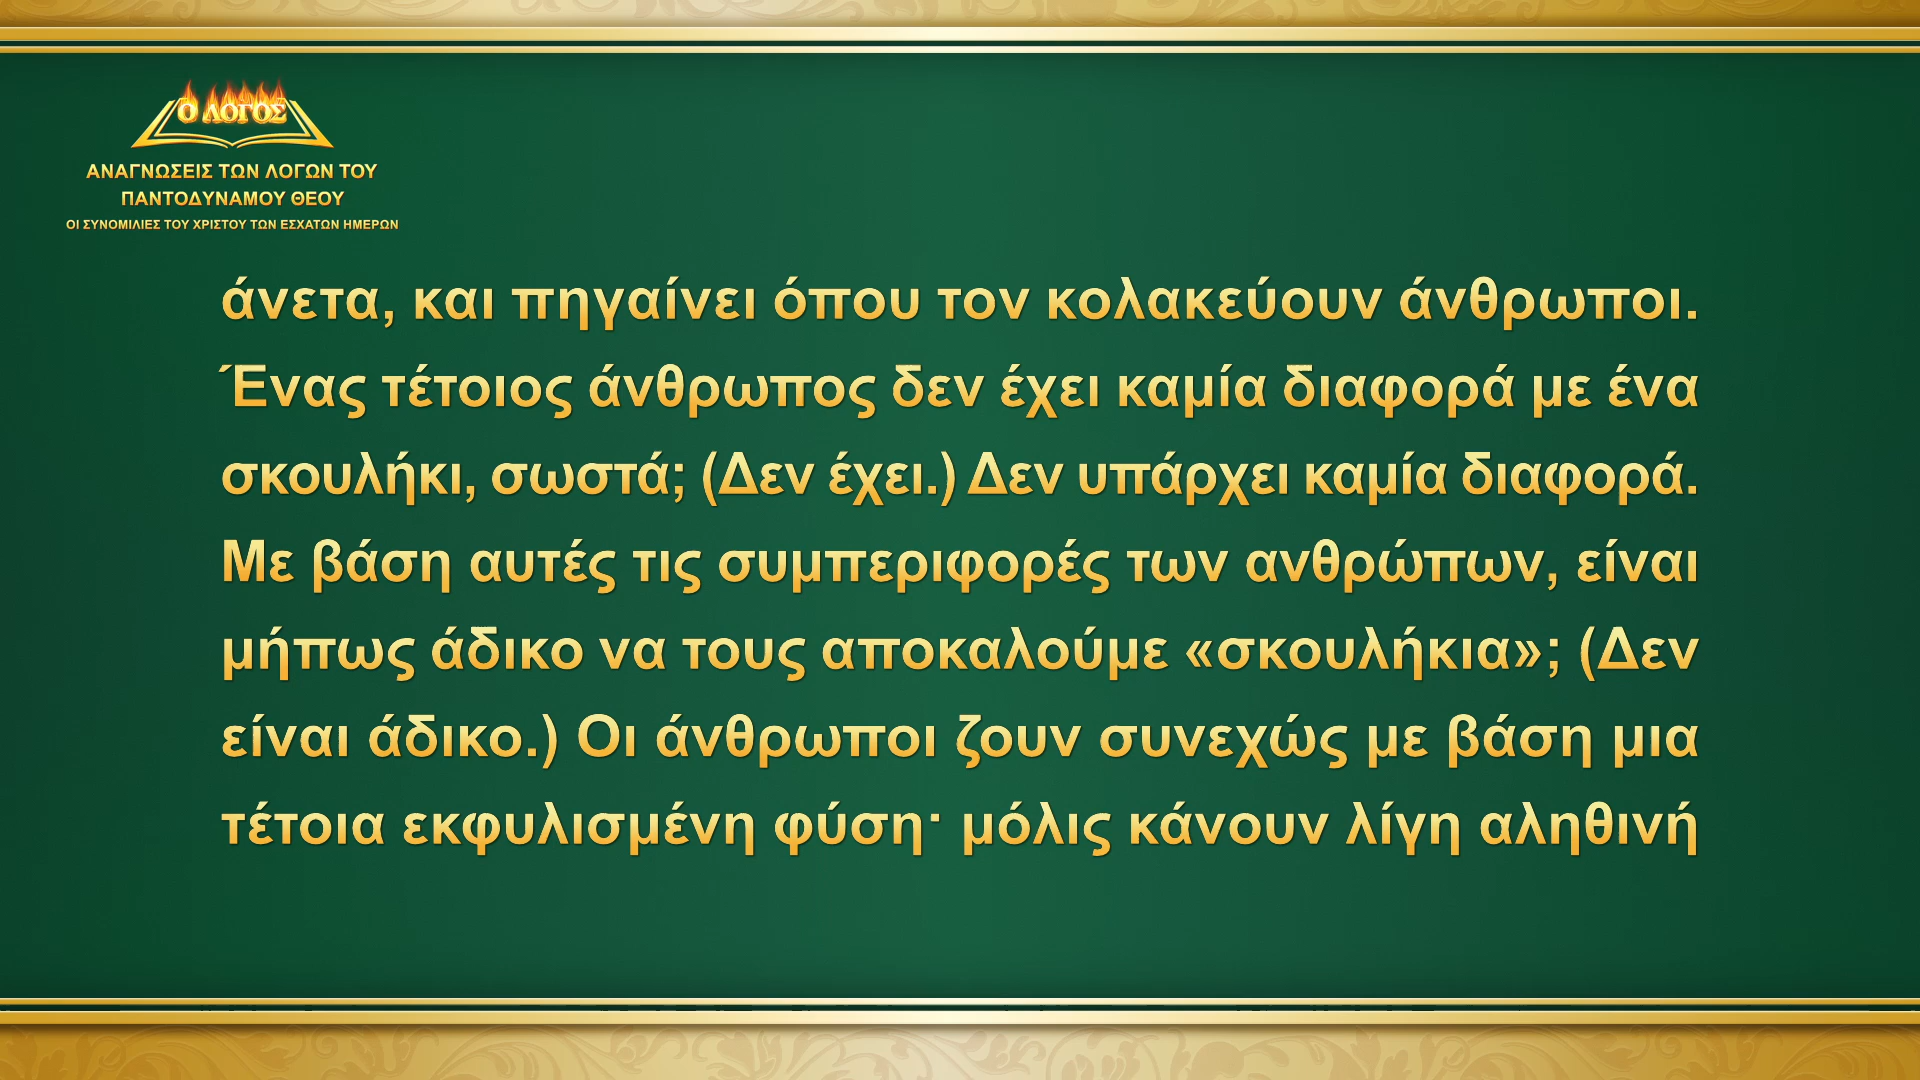 Ο ΛΟΓΟΣ
ΑΝΑΓΝΩΣΕΙΣ ΤΩΝ ΛΟΓΩΝ ΤΟΥ
ΠΑΝΤΟΔΥΝΑΜΟΥ ΘΕΟΥ
ΟΙ ΣΥΝΟΜΙΛΙΕΣ ΤΟΥ ΧΡΙΣΤΟΥ ΤΩΝ ΕΣΧΑΤΩΝ ΗΜΕΡΩΝ
άνετα, και πηγαίνει όπου τον κολακεύουν άνθρωποι.
Ένας τέτοιος άνθρωπος δεν έχει καμία διαφορά με ένα
σκουλήκι, σωστά; (Δεν έχει.) Δεν υπάρχει καμία διαφορά.
Με βάση αυτές τις συμπεριφορές των ανθρώπων, είναι
μήπως άδικο να τους αποκαλούμε «σκουλήκια»; (Δεν
είναι άδικο.) Οι άνθρωποι ζουν συνεχώς με βάση μια
τέτοια εκφυλισμένη φύση· μόλις κάνουν λίγη αληθινή